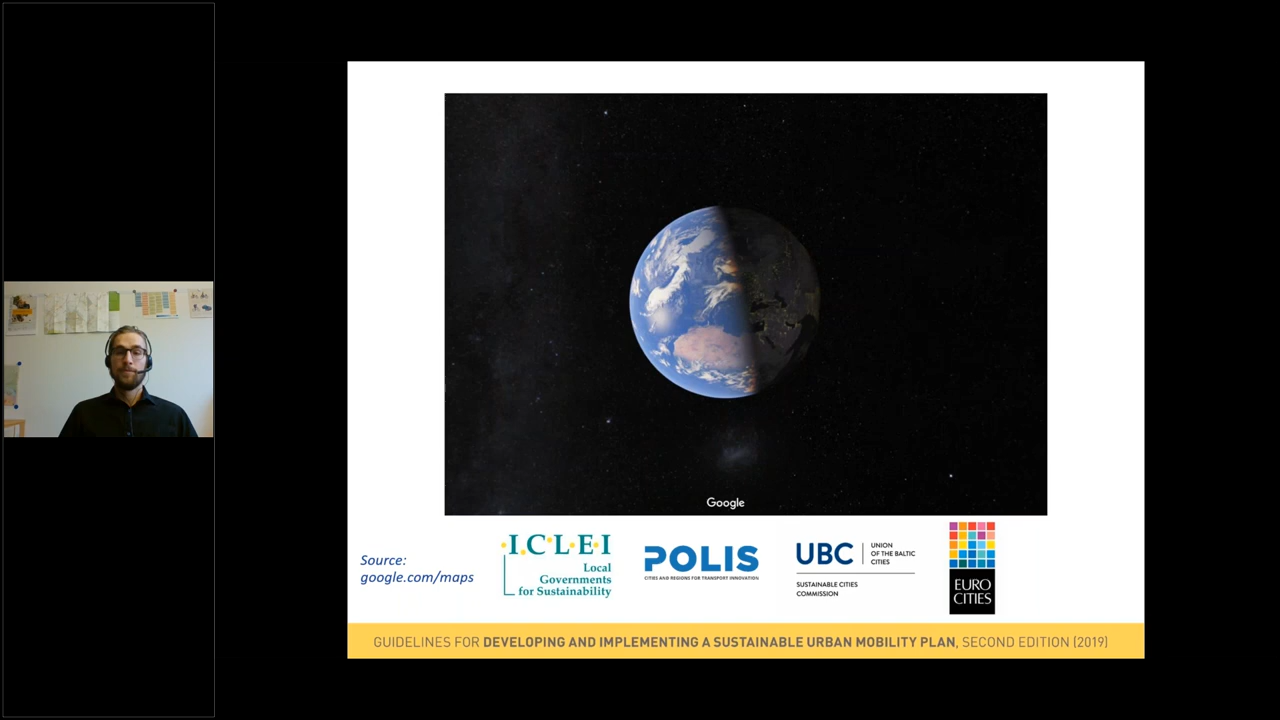 Google
Source:
google.com/maps
I.C.L.E.I
Local
Governments
for Sustainability
POLIS
CITIES AND REGIONS FOR TRANSPORT INNOVATION
UBC
UNION
OF THE BALTIC
CITIES
SUSTAINABLE CITIES
COMMISSION
EURO
CITIES
GUIDELINES FOR DEVELOPING AND IMPLEMENTING A SUSTAINABLE URBAN MOBILITY PLAN, SECOND EDITION (2019)